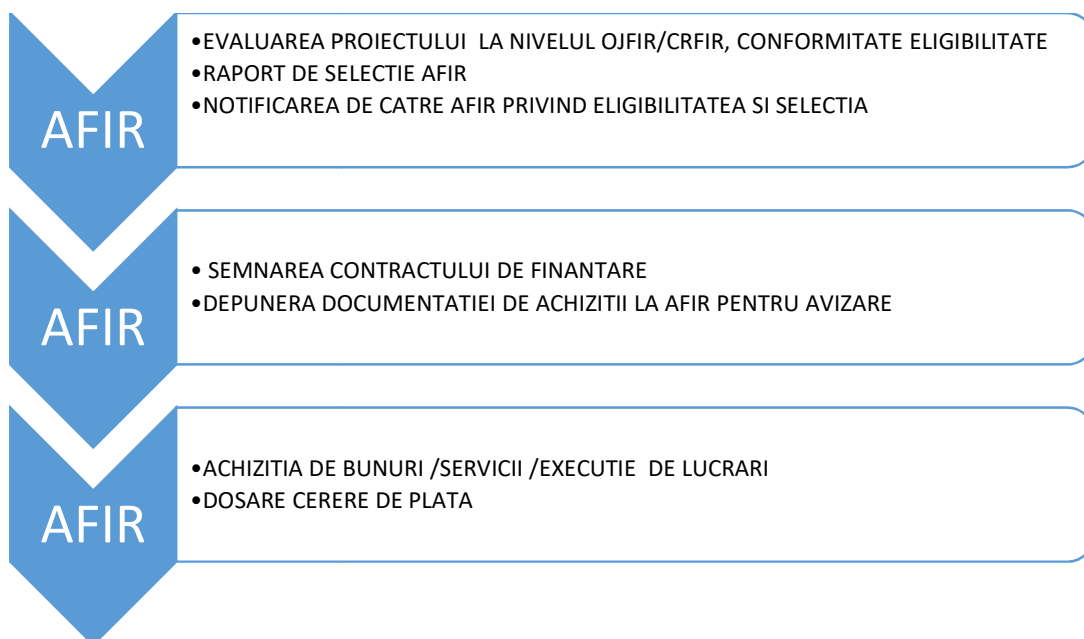 AFIR
•EVALUAREA PROIECTULUI LA NIVELUL OJFIR/CRFIR, CONFORMITATE ELIGIBILITATE
•RAPORT DE SELECTIE AFIR
•NOTIFICAREA DE CATRE AFIR PRIVIND ELIGIBILITATEA SI SELECTIA
AFIR
• SEMNAREA CONTRACTULUI DE FINANTARE
•DEPUNERA DOCUMENTATIEI DE ACHIZITII LA AFIR PENTRU AVIZARE
AFIR
•ACHIZITIA DE BUNURI /SERVICII /EXECUTIE DE LUCRARI
•DOSARE CERERE DE PLATA